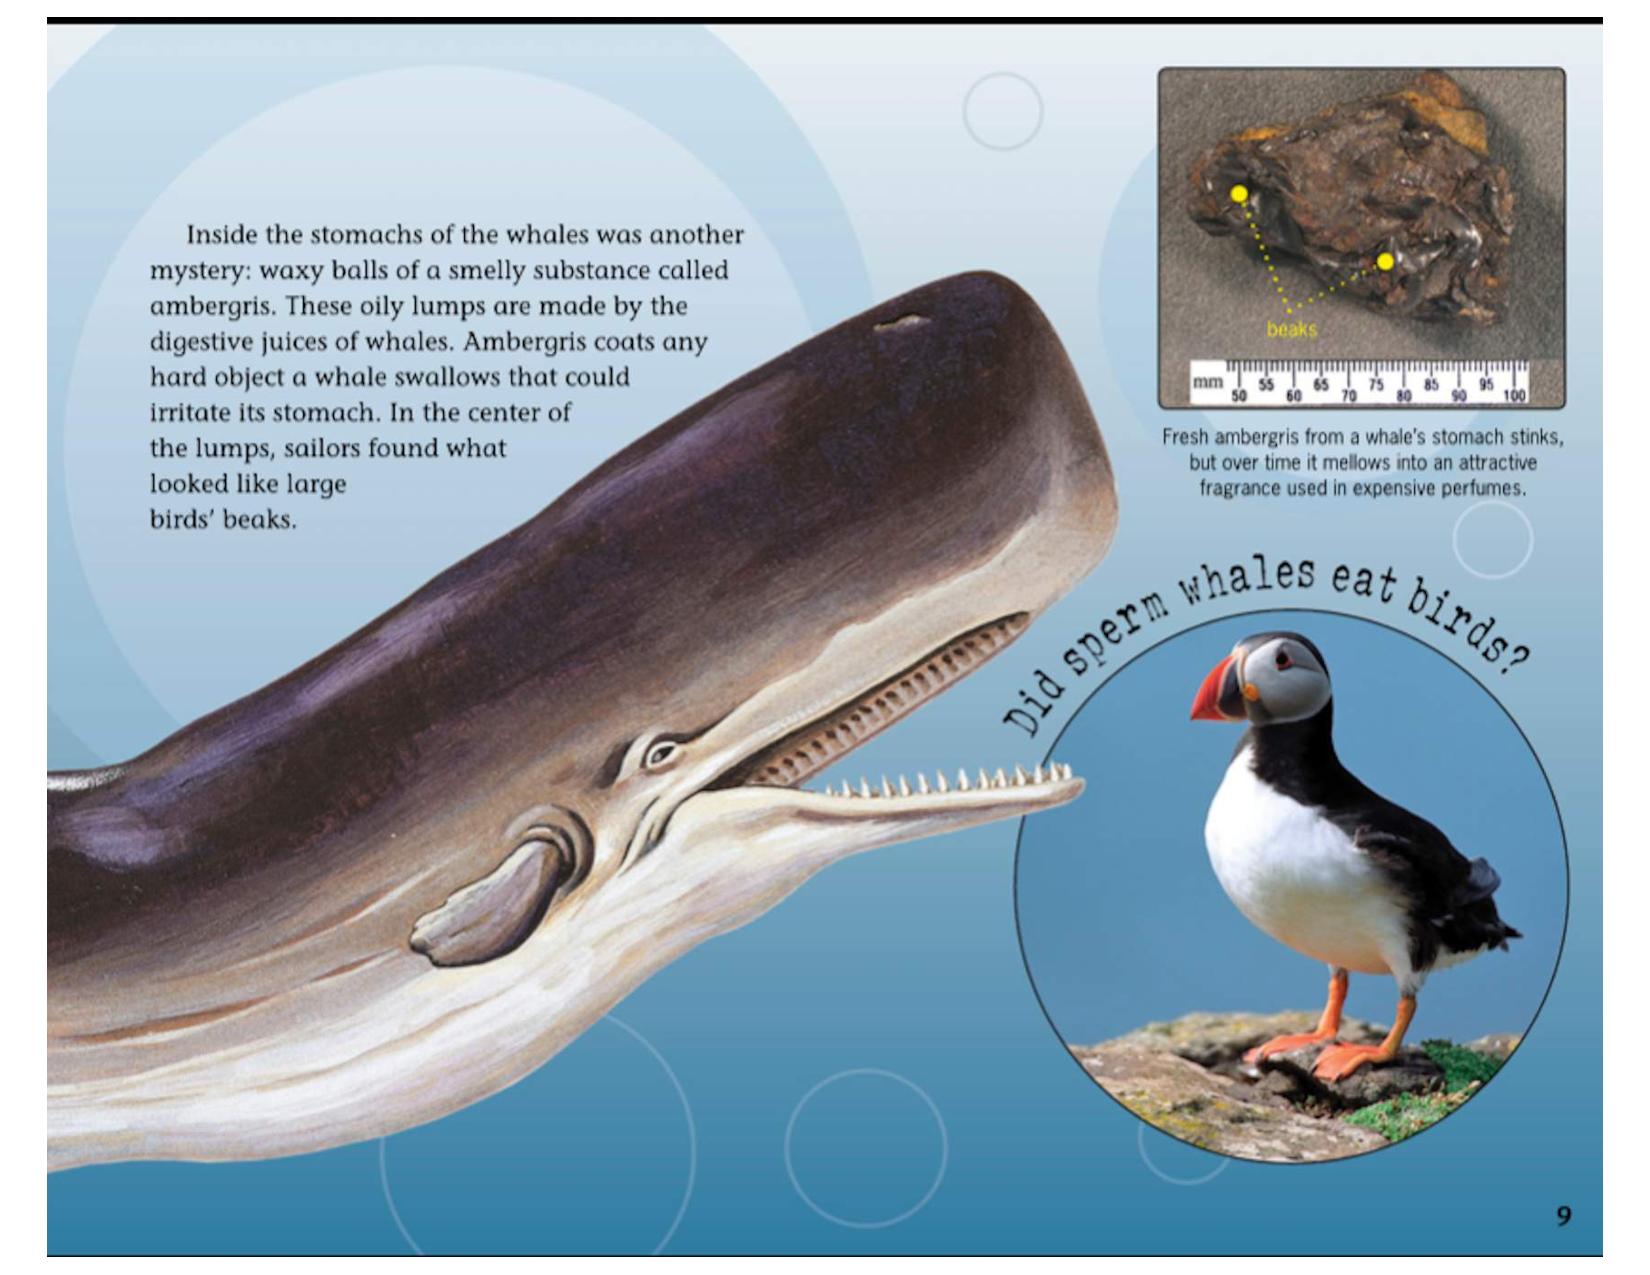 Inside the stomachs of the whales was another
mystery: waxy balls of a smelly substance called
ambergris. These oily lumps are made by the
digestive juices of whales. Ambergris coats any
hard object a whale swallows that could
irritate its stomach. In the center of
the lumps, sailors found what
looked like large
birds’ beaks.
beaks
mm 50 55 60 65 70 75 80 85 90 95 100
Fresh ambergris from a whale's stomach stinks,
but over time it mellows into an attractive
fragrance used in expensive perfumes.
Did sperm whales eat birds?
9